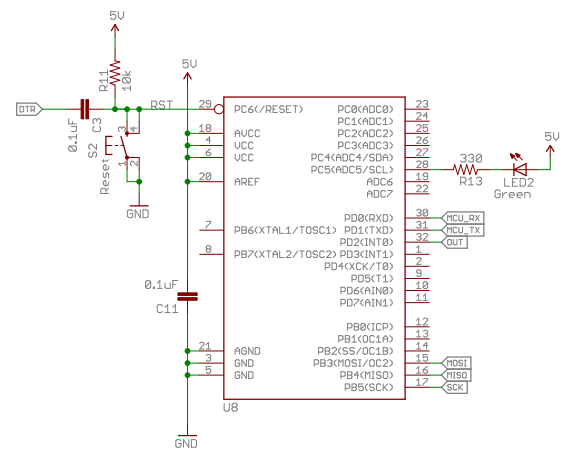 5V
R11
10k
5V
DTR
0.1uF
C3
RST
S2
Reset
3
4
1
2
GND
29 PC6(/RESET)
18 AVCC
4 VCC
6 VCC
20 AREF
7 PB6(XTAL1/TOSC1)
8 PB7(XTAL2/TOSC2)
0.1uF
C11
21 AGND
3 GND
5 GND
GND
U8
PC0(ADC0) 23
PC1(ADC1) 24
PC2(ADC2) 25
PC3(ADC3) 26
PC4(ADC4/SDA) 27
PC5(ADC5/SCL) 28
ADC6 19
ADC7 22
330
R13
LED2
Green
5V
PD0(RXD) 30 MCU_RX
PD1(TXD) 31 MCU_TX
PD2(INT0) 32 OUT
PD3(INT1) 1
PD4(XCK/T0) 2
PD5(T1) 9
PD6(AIN0) 10
PD7(AIN1) 11
PB0(ICP) 12
PB1(OC1A) 13
PB2(SS/OC1B) 14
PB3(MOSI/OC2) 15 MOSI
PB4(MISO) 16 MISO
PB5(SCK) 17 SCK